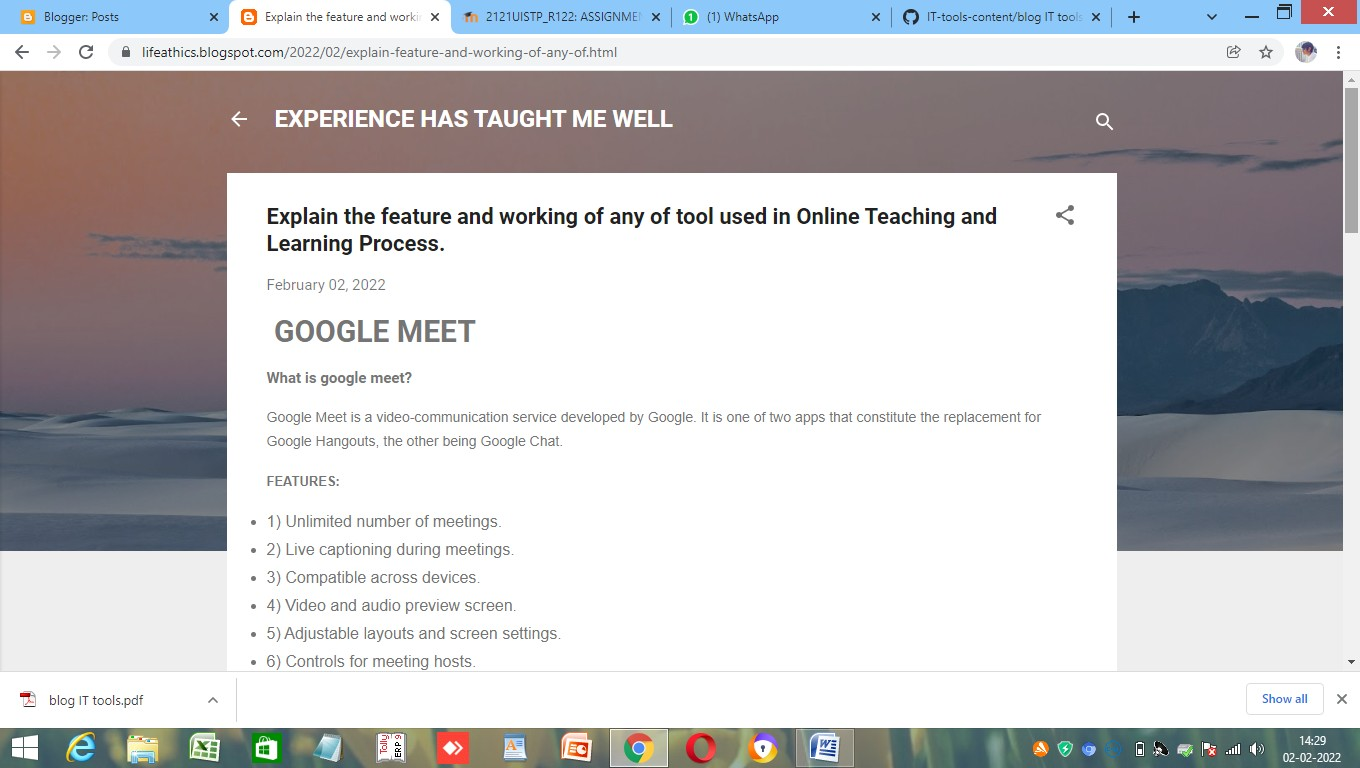 Blogger: Posts
Explain the feature and worki
2121UISTP_R122: ASSIGNME
(1) WhatsApp
IT-tools-content/blog IT tools
lifeathics.blogspot.com/2022/02/explain-feature-and-working-of-any-of.html
EXPERIENCE HAS TAUGHT ME WELL
Explain the feature and working of any of tool used in Online Teaching and
Learning Process.
February 02, 2022
GOOGLE MEET
What is google meet?
Google Meet is a video-communication service developed by Google. It is one of two apps that constitute the replacement for
Google Hangouts, the other being Google Chat.
FEATURES:
• 1) Unlimited number of meetings.
• 2) Live captioning during meetings.
• 3) Compatible across devices.
• 4) Video and audio preview screen.
• 5) Adjustable layouts and screen settings.
• 6) Controls for meeting hosts.
blog IT tools.pdf
Show all
Tally
ERP 9
14:29
02-02-2022